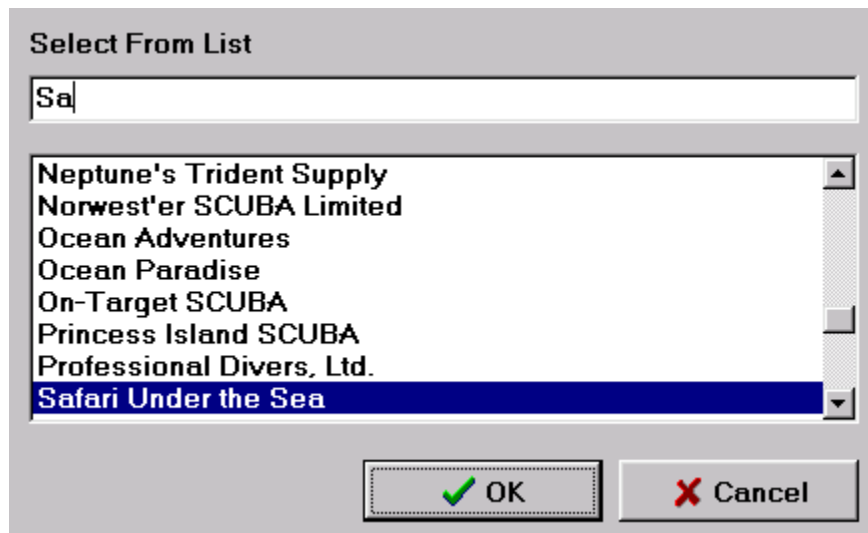 Select From List
Sa
Neptune's Trident Supply
Norwest'er SCUBA Limited
Ocean Adventures
Ocean Paradise
On-Target SCUBA
Princess Island SCUBA
Professional Divers, Ltd.
Safari Under the Sea
OK Cancel